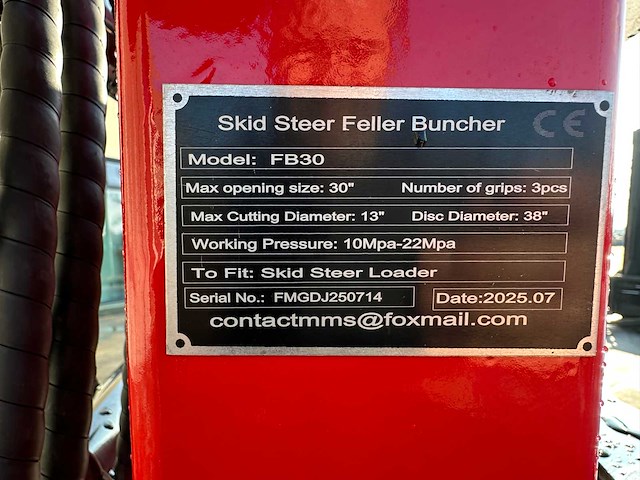 Skid Steer Feller Buncher CE
Model: FB30
Max opening size: 30" Number of grips: 3pcs
Max Cutting Diameter: 13" Disc Diameter: 38"
Working Pressure: 10Mpa-22Mpa
To Fit: Skid Steer Loader
Serial No.: FMGDJ250714 Date:2025.07
contactmms@foxmail.com